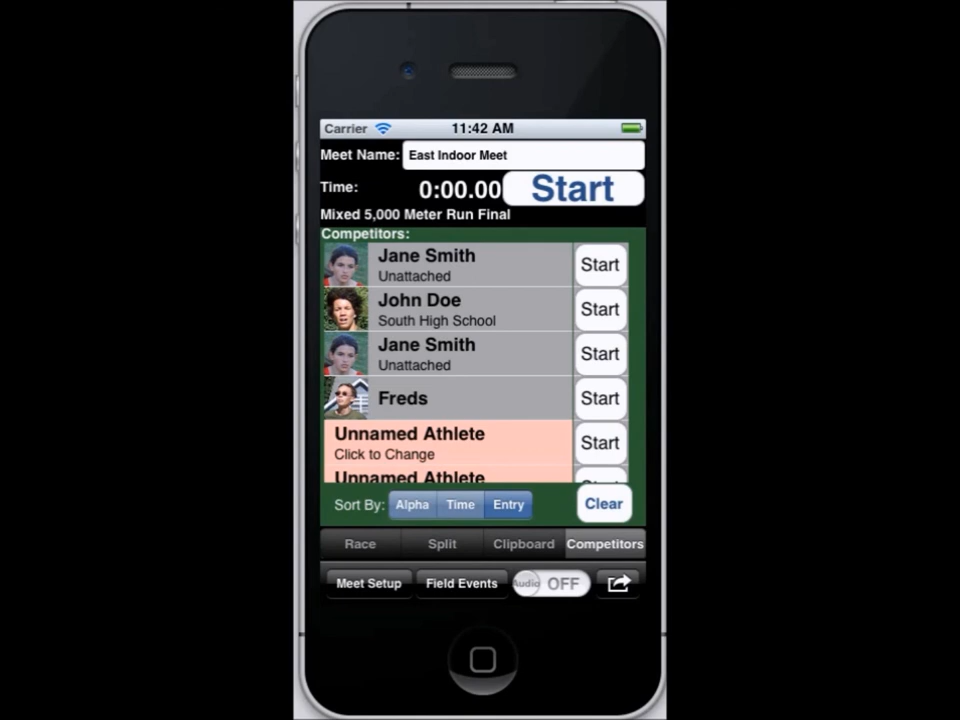 Carrier 11:42 AM
Meet Name: East Indoor Meet
Time: 0:00.00 Start
Mixed 5,000 Meter Run Final
Competitors:
Jane Smith
Unattached
Start
John Doe
South High School
Start
Jane Smith
Unattached
Start
Freds
Start
Unnamed Athlete
Click to Change
Start
Unnamed Athlete
Sort By: Alpha Time Entry Clear
Race Split Clipboard Competitors
Meet Setup Field Events Audio OFF